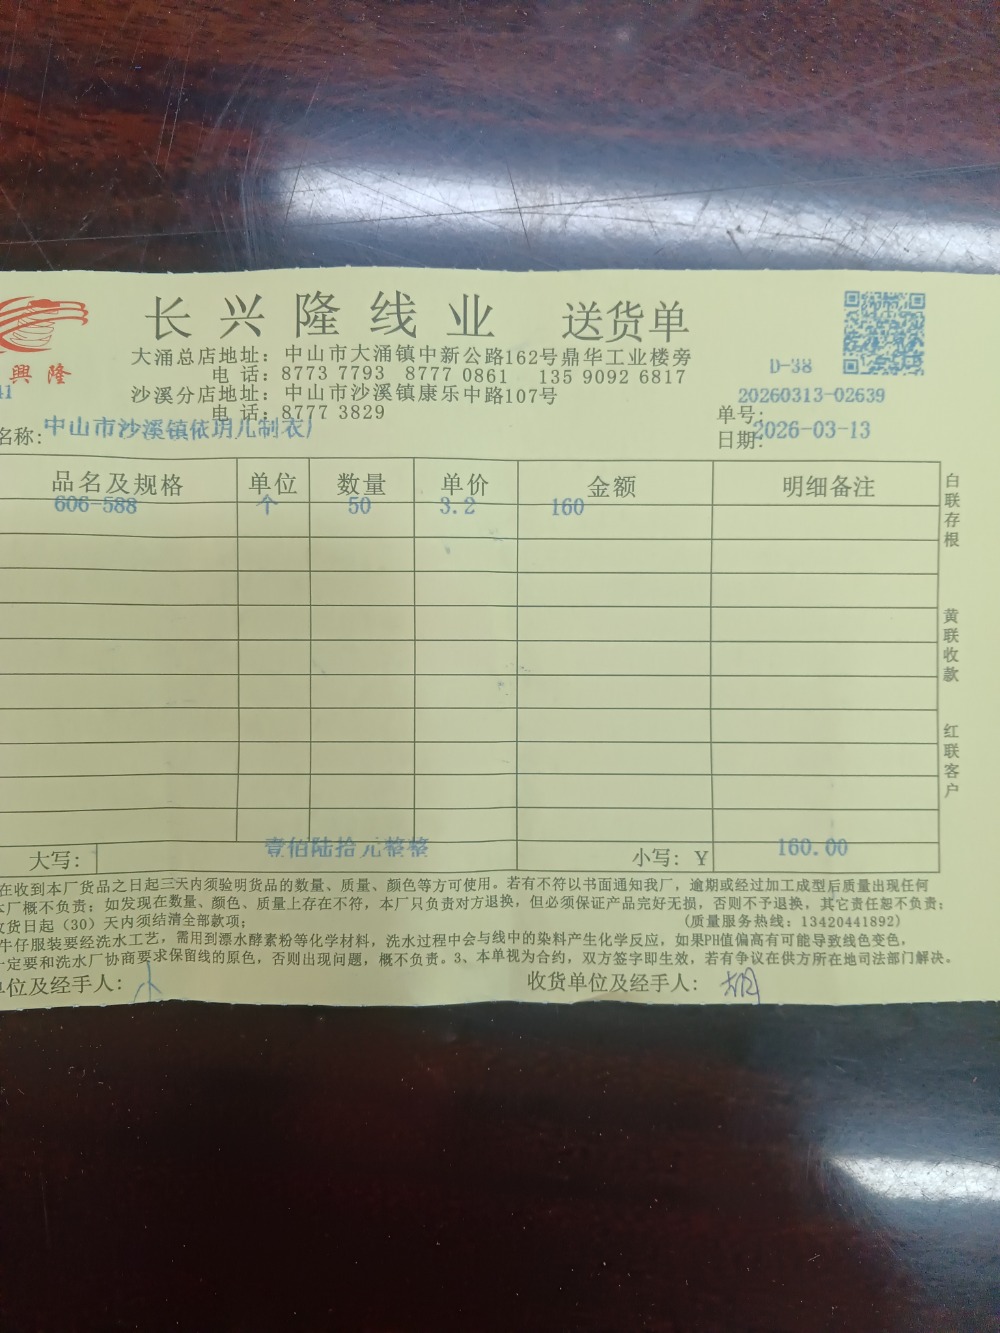 長興隆
长兴隆线业 送货单
大涌总店地址：中山市大涌镇中新公路162号鼎华工业楼旁
电 话：8773 7793 8777 0861 135 9092 6817
沙溪分店地址：中山市沙溪镇康乐中路107号
电 话：8777 3829
D-38
41
20260313-02639
单号：
名称：中山市沙溪镇依玥儿制衣厂
日期：2026-03-13
品名及规格 单位 数量 单价 金额 明细备注
606-588 个 50 3.2 160
白联存根
黄联收款
红联客户
大写：壹佰陆拾元整整 小写：￥ 160.00
在收到本厂货品之日起三天内须验明货品的数量、质量、颜色等方可使用。若有不符以书面通知我厂，逾期或经过加工成型后质量出现任何
本厂概不负责；如发现在数量、颜色、质量上存在不符，本厂只负责对方退换，但必须保证产品完好无损，否则不予退换，其它责任恕不负责；
收货日起（30）天内须结清全部款项； （质量服务热线：13420441892）
牛仔服装要经洗水工艺，需用到漂水酵素粉等化学材料，洗水过程中会与线中的染料产生化学反应，如果PH值偏高有可能导致线色变色，
一定要和洗水厂协商要求保留线的原色，否则出现问题，概不负责。3、本单视为合约，双方签字即生效，若有争议在供方所在地司法部门解决。
单位及经手人： 收货单位及经手人：